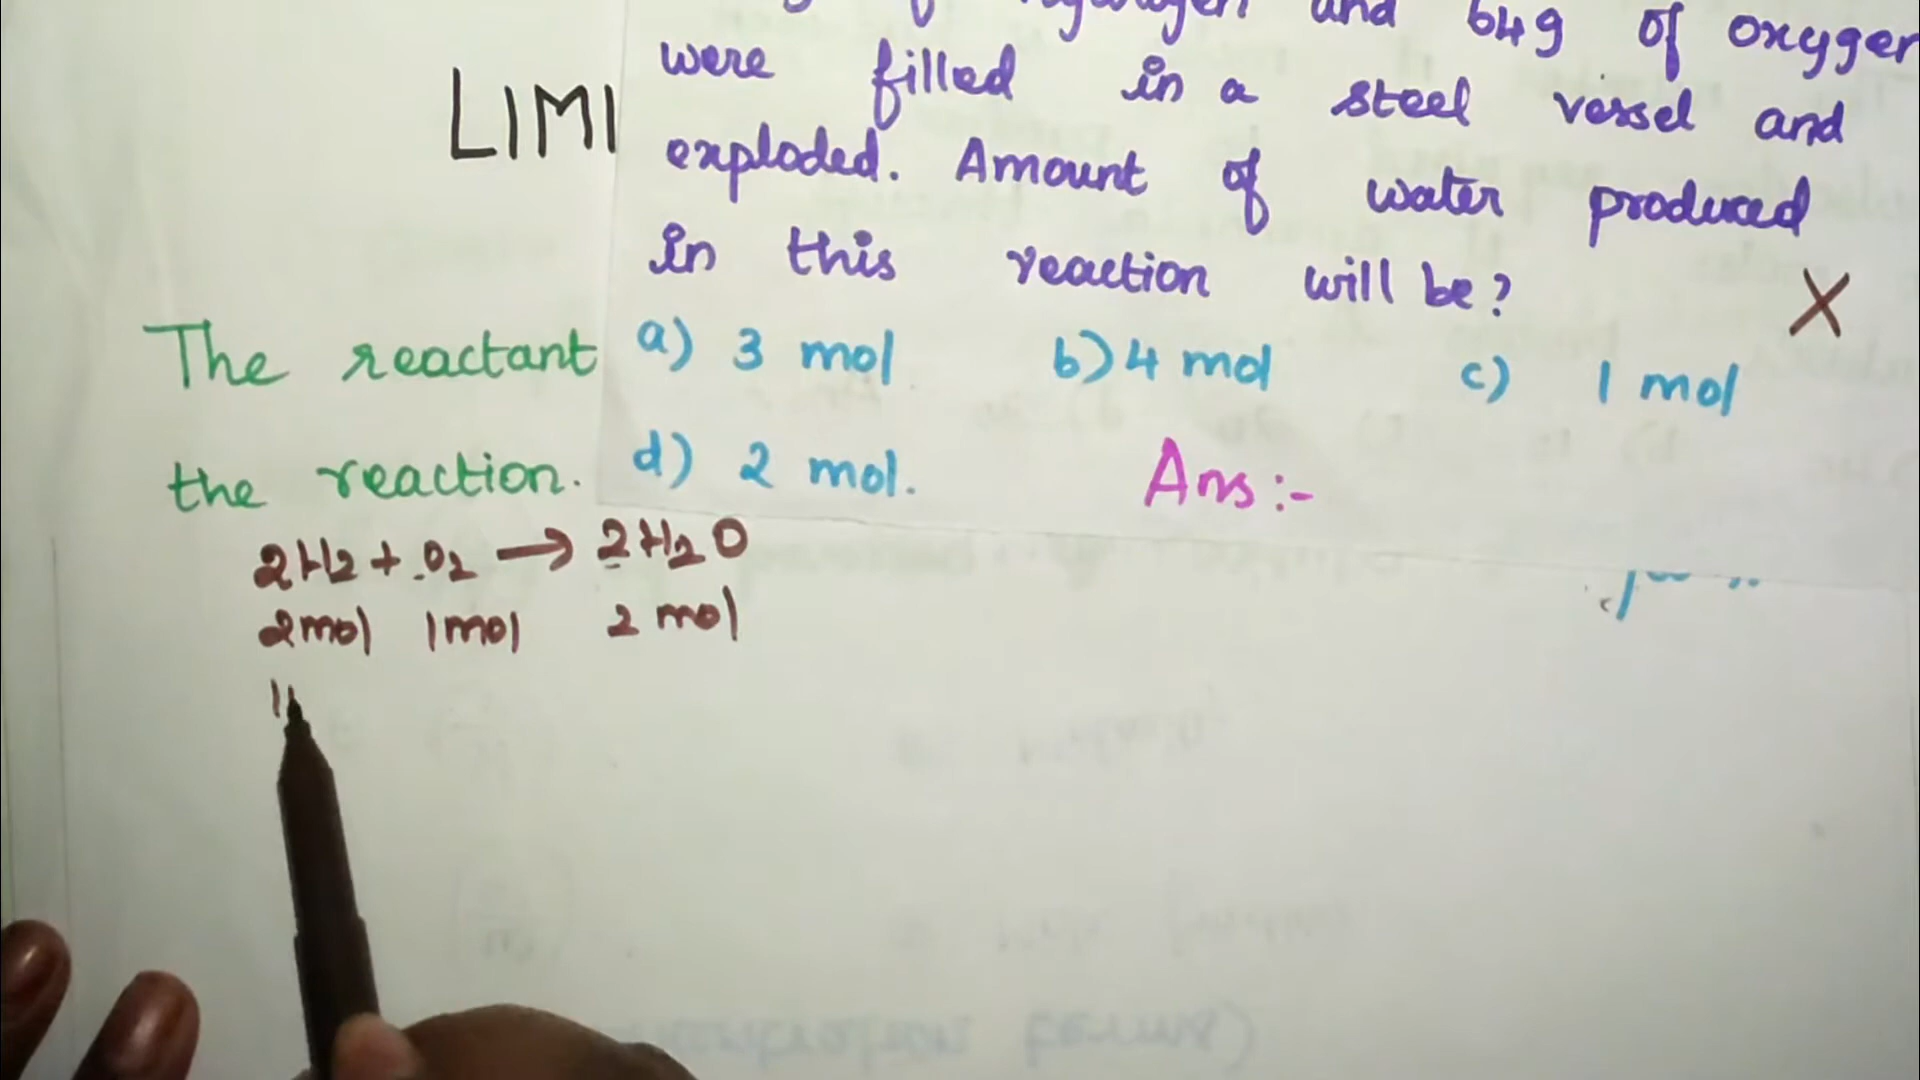 of hydrogen and 64g of oxygen
LIMI
were filled in a steel vessel and
exploded. Amount of water produced
in this reaction will be?
X
The reactant
a) 3 mol b) 4 mol c) 1 mol
the reaction.
d) 2 mol. Ans:-
2H2 + O2 → 2H2O
2mol 1mol 2 mol